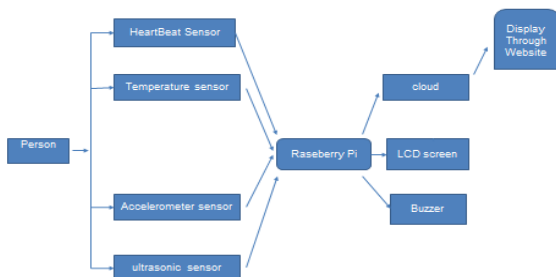 HeartBeat Sensor
Temperature sensor
Person
Accelerometer sensor
ultrasonic sensor
Raseberry Pi
cloud
LCD screen
Buzzer
Display
Through
Website